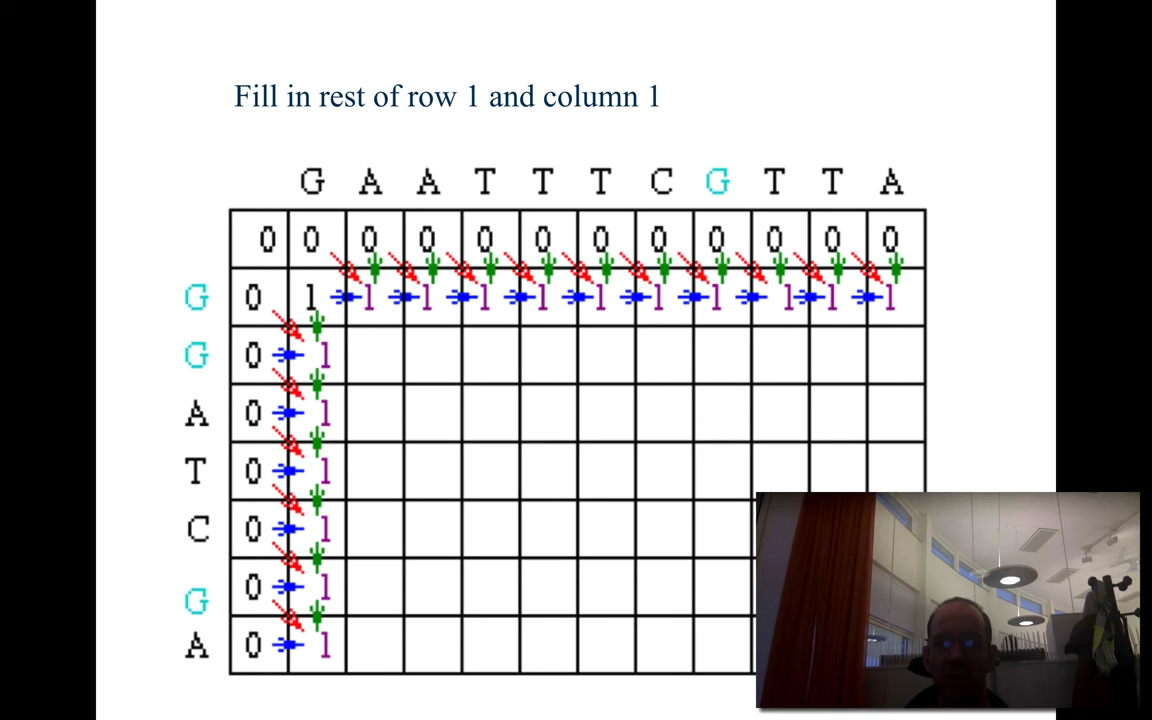 Fill in rest of row 1 and column 1
G A A T T T C G T T A
0 0 0 0 0 0 0 0 0 0 0 0
G 0 1 1 1 1 1 1 1 1 1 1 1
G 0 1
A 0 1
T 0 1
C 0 1
G 0 1
A 0 1